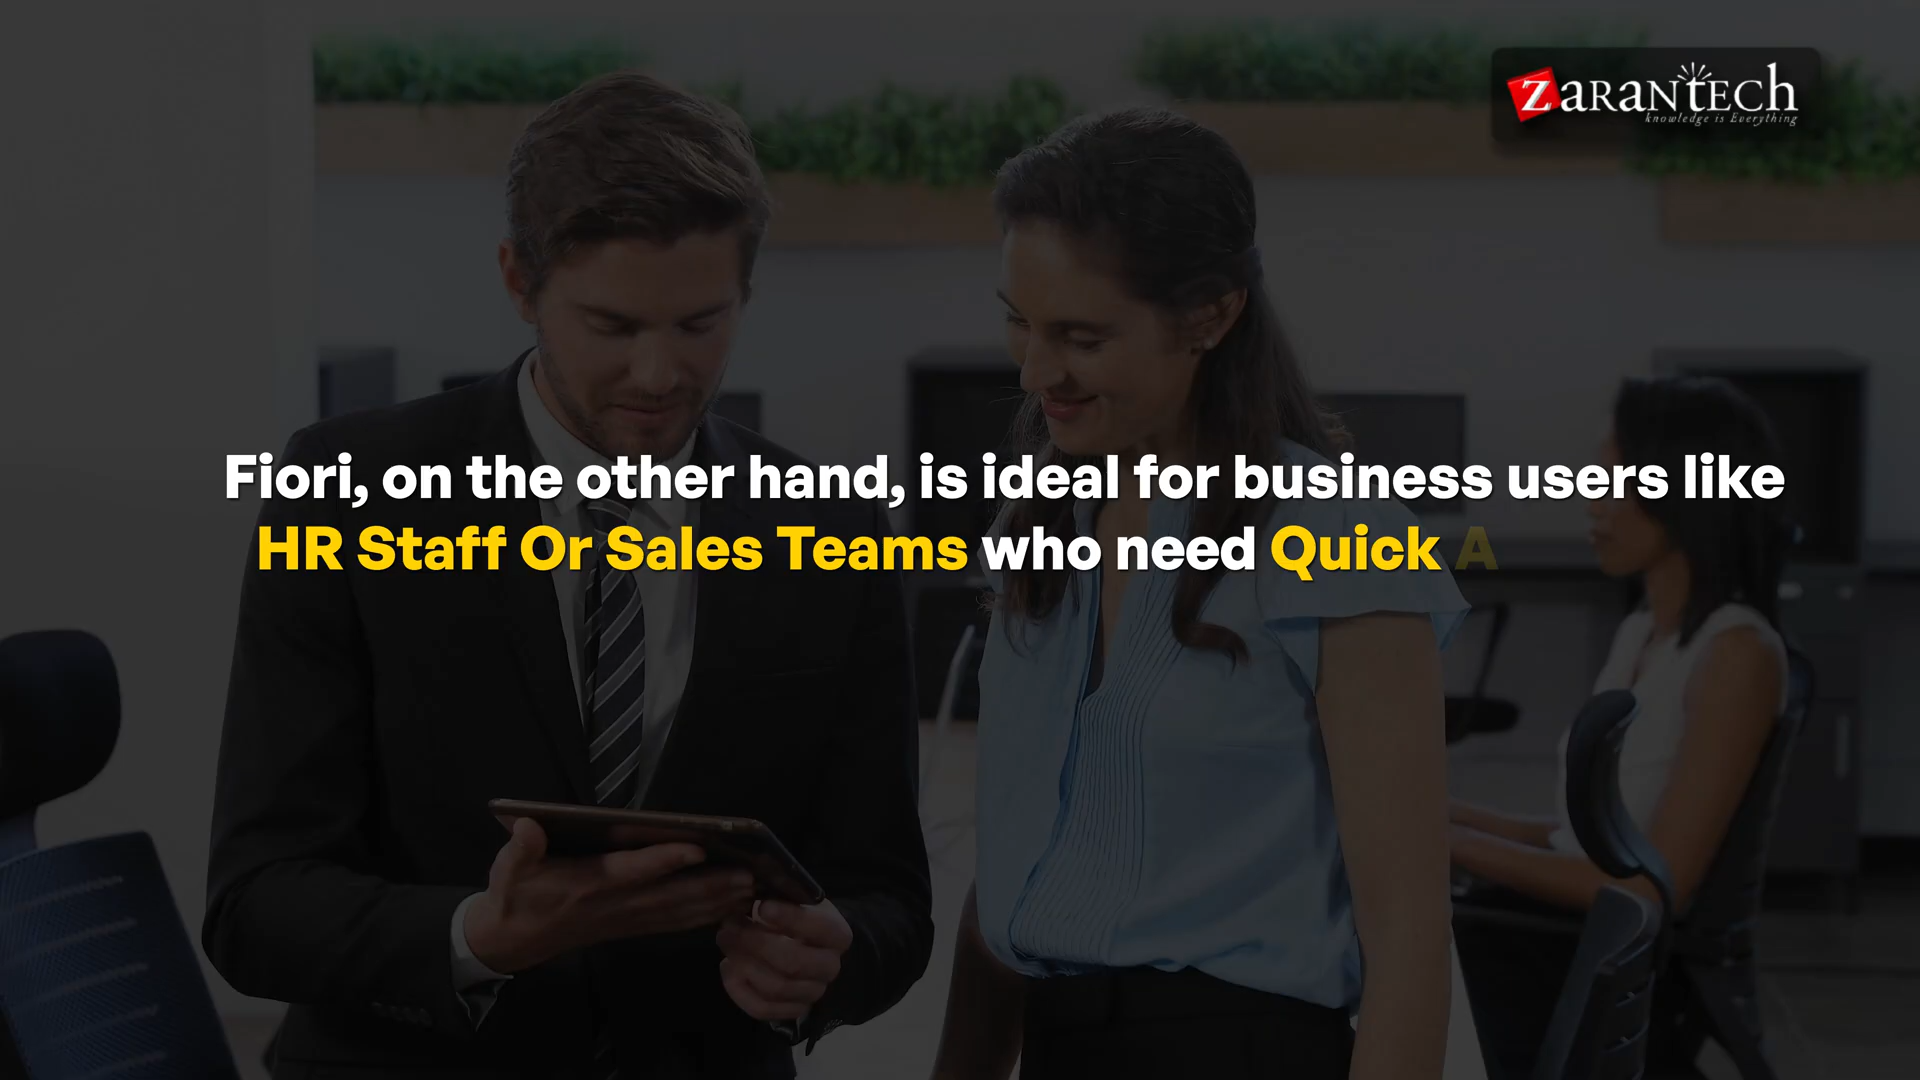 ZARANTECH
knowledge is Everything
Fiori, on the other hand, is ideal for business users like
HR Staff Or Sales Teams who need Quick A